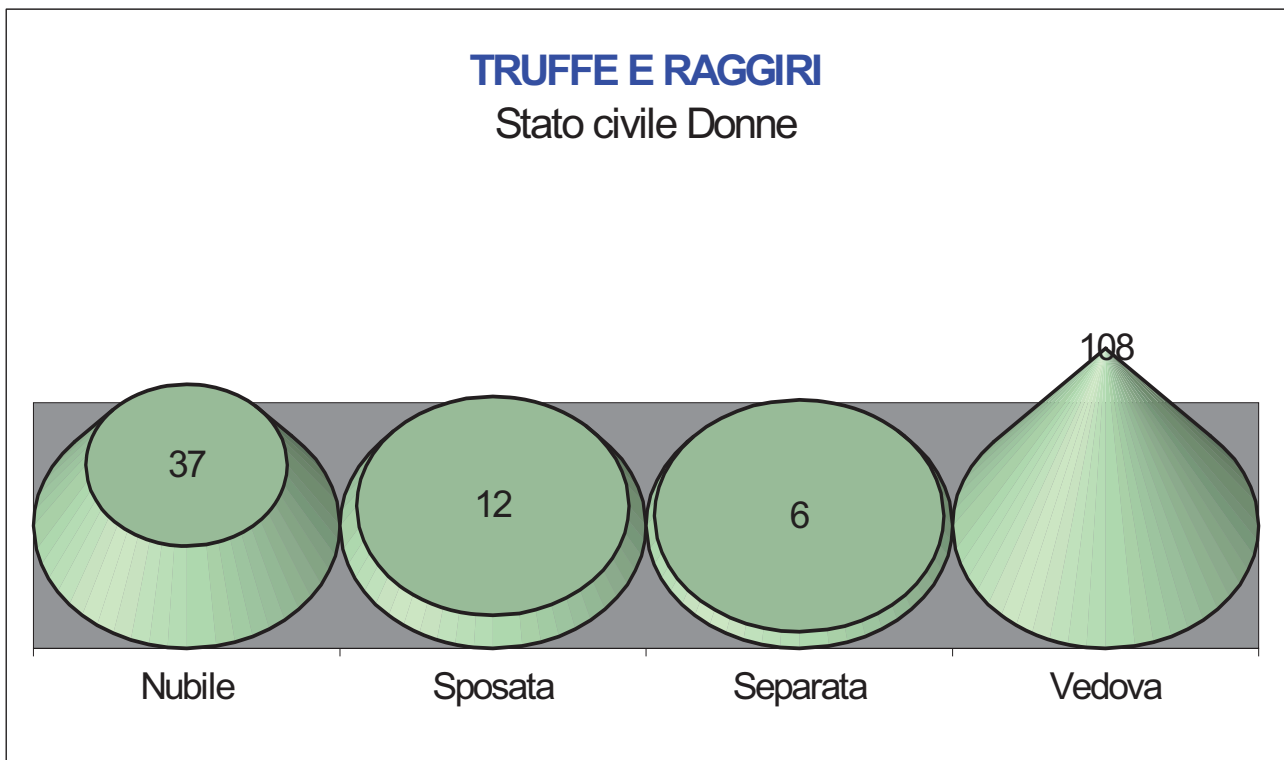 TRUFFE E RAGGIRI
Stato civile Donne
108
37
12
6
Nubile
Sposata
Separata
Vedova